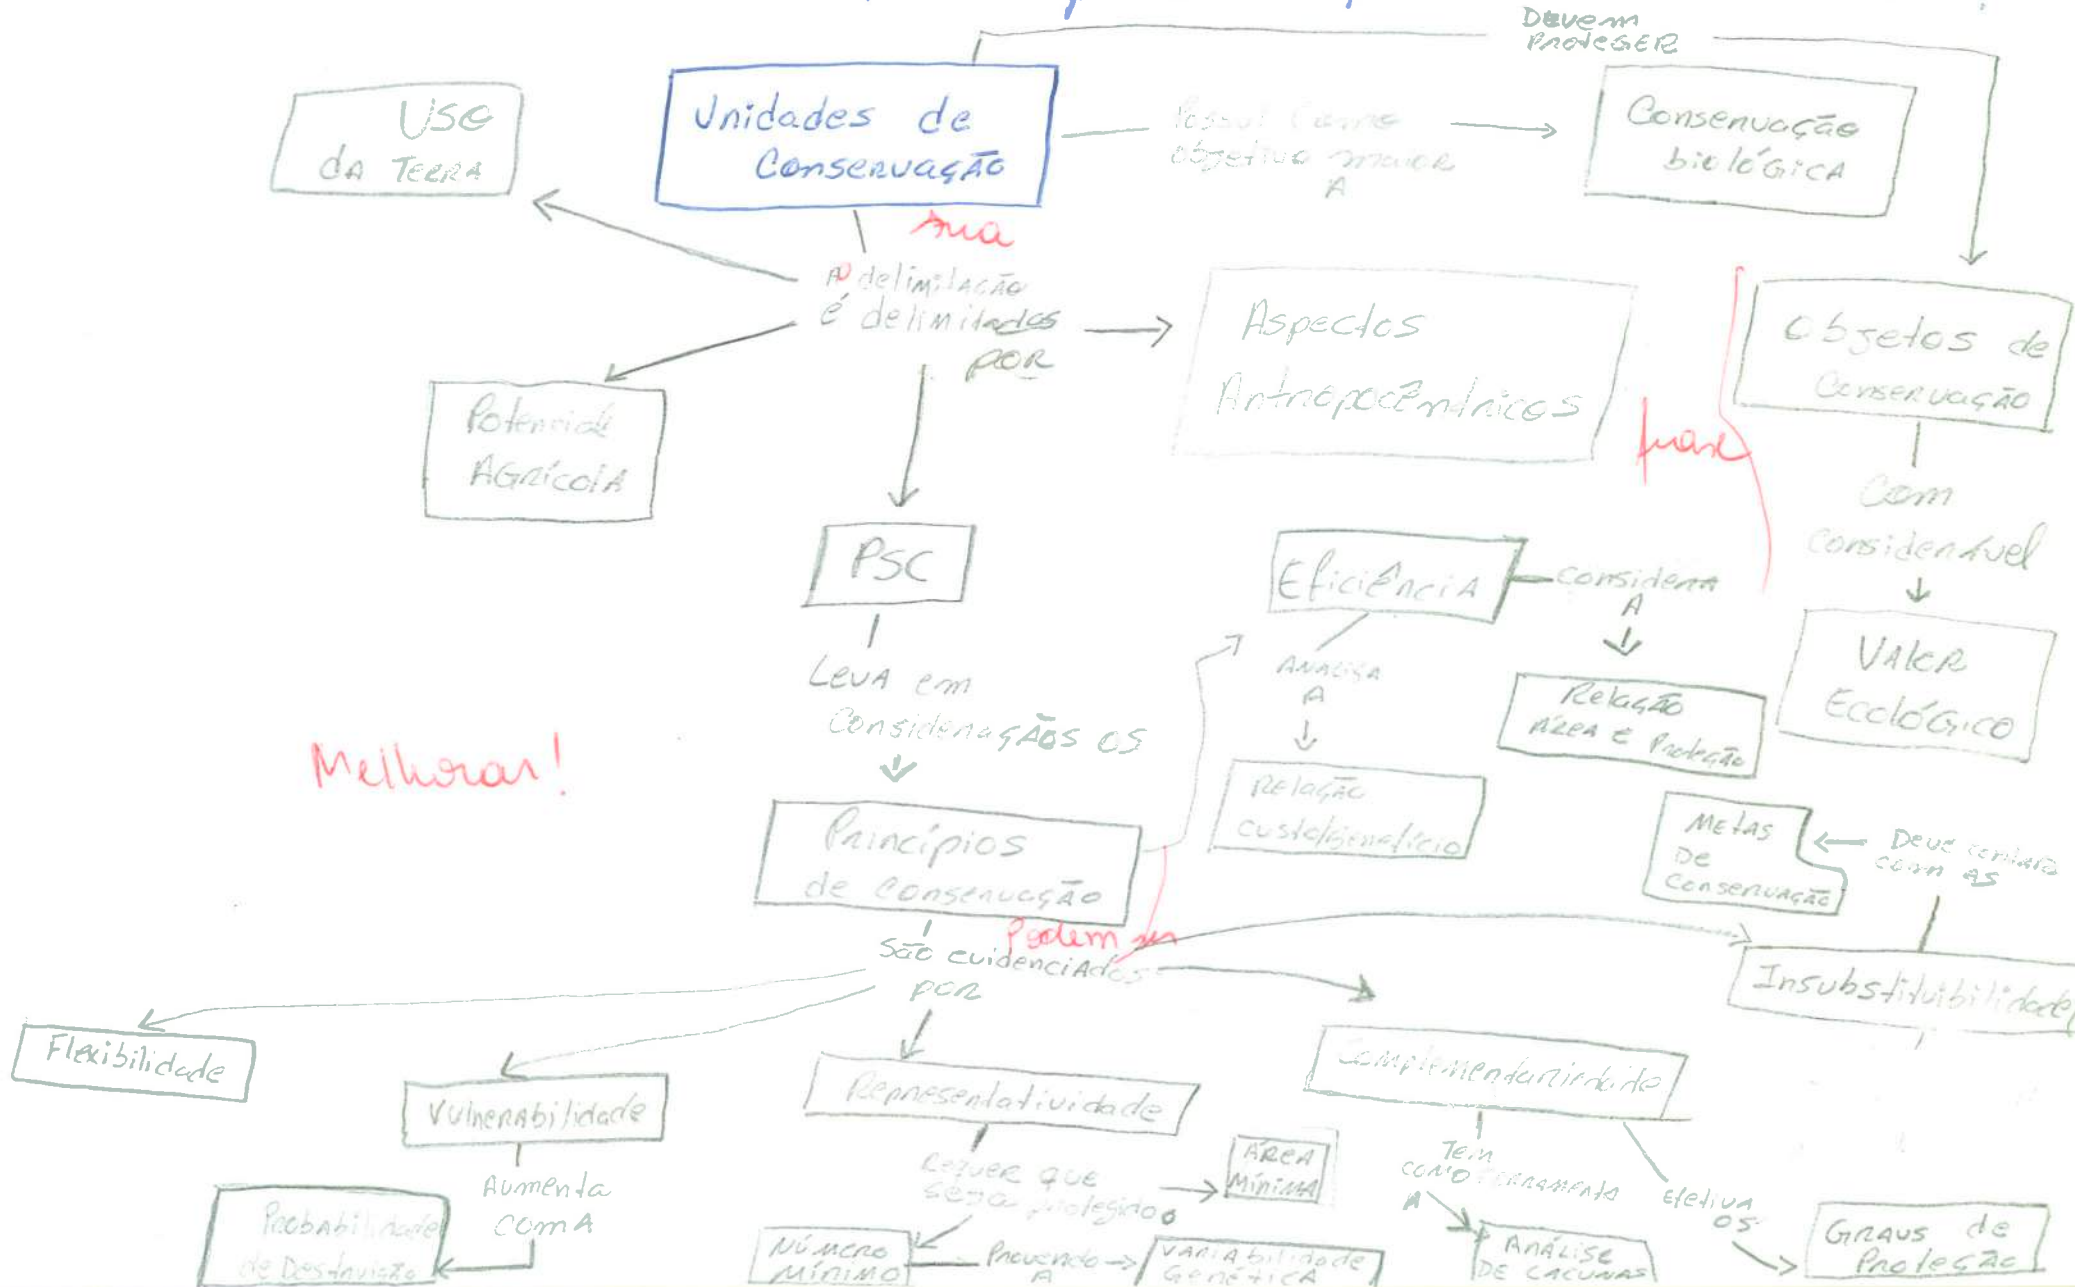 Devem
Proteger
Uso
da Terra
Unidades de
Conservação
Possui como
objetivo maior
A
Conservação
biológica
sua
A delimitação
é delimitados
por
Aspectos
Antropocêntricos
Objetos de
Conservação
Potencial
Agrícola
frase
Com
considerável
PSC
Eficiência
considera
A
Valor
Ecológico
Leva em
Considerações os
Analisa
A
Relação
Área e Proteção
Melhorar!
Relação
custo/benefício
Princípios
de Conservação
Metas
De
Conservação
Deve
com as
Podem ser
São evidenciados
por
Insubstituibilidade
Flexibilidade
Vulnerabilidade
Representatividade
Complementariedade
Aumenta
com A
Requer que
seja protegido
Área
Mínima
Tem
como ferramenta
A
Efetiva
os
Probabilidade
de Destruição
Número
Mínimo
Provendo
A
Variabilidade
Genética
Análise
De Lacunas
Graus de
Proteção